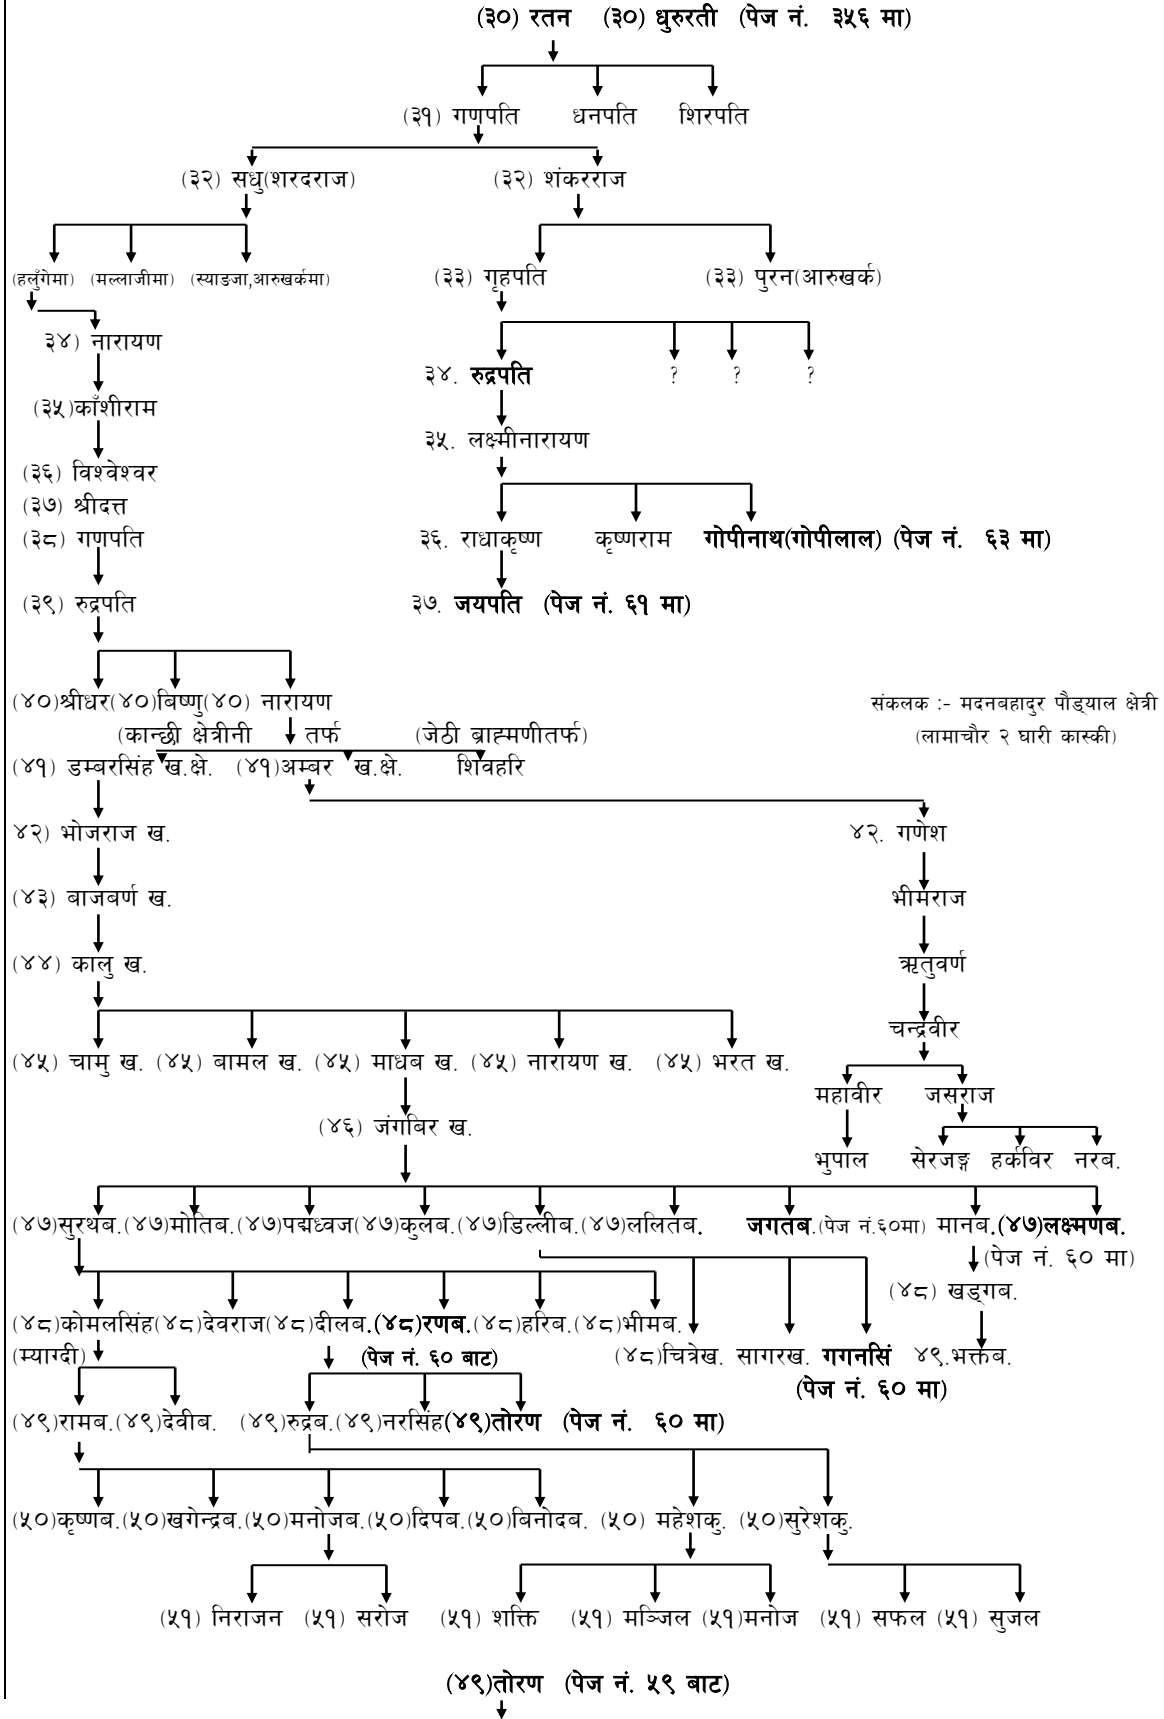 (३०) रतन (३०) धुरुरती (पेज नं. ३५६ मा)
(३१) गणपति धनपति शिरपति
(३२) सधु(शरदराज) (३२) शंकरराज
(हलुँगेमा) (मल्लाजीमा) (स्याङजा,आरुखर्कमा) (३३) गृहपति (३३) पुरन(आरुखर्क)
३४) नारायण
३४. रुद्रपति ? ? ?
(३५)काँशीराम
३५. लक्ष्मीनारायण
(३६) विश्वेश्वर
(३७) श्रीदत्त
(३८) गणपति ३६. राधाकृष्ण कृष्णराम गोपीनाथ(गोपीलाल) (पेज नं. ६३ मा)
(३९) रुद्रपति ३७. जयपति (पेज नं. ६१ मा)
(४०)श्रीधर(४०)बिष्णु(४०) नारायण संकलक :- मदनबहादुर पौड्याल क्षेत्री
(कान्छी क्षेत्रीनी तर्फ (जेठी ब्राह्मणीतर्फ) (लामाचौर २ घारी कास्की)
(४१) डम्बरसिंह ख.क्षे. (४१)अम्बर ख.क्षे. शिवहरि
४२) भोजराज ख. ४२. गणेश
(४३) बाजबर्ण ख. भीमराज
(४४) कालु ख. ऋतुवर्ण
चन्द्रवीर
(४५) चामु ख. (४५) बामल ख. (४५) माधब ख. (४५) नारायण ख. (४५) भरत ख.
महावीर जसराज
(४६) जंगबिर ख.
भुपाल सेरजङ्ग हर्कविर नरब.
(४७)सुरथब.(४७)मोतिब.(४७)पद्मध्वज(४७)कुलब.(४७)डिल्लीब.(४७)ललितब. जगतब.(पेज नं.६०मा) मानब.(४७)लक्ष्मणब.
(पेज नं. ६० मा)
(४८) खड्गब.
(४८)कोमलसिंह(४८)देवराज(४८)दीलब.(४८)रणब.(४८)हरिब.(४८)भीमब.
(म्याग्दी) (पेज नं. ६० बाट) (४८)चित्रेख. सागरख. गगनसिं ४९.भक्तब.
(पेज नं. ६० मा)
(४९)रामब.(४९)देवीब. (४९)रुद्रब.(४९)नरसिंह(४९)तोरण (पेज नं. ६० मा)
(५०)कृष्णब.(५०)खगेन्द्रब.(५०)मनोजब.(५०)दिपब.(५०)बिनोदब. (५०) महेशकु. (५०)सुरेशकु.
(५१) निराजन (५१) सरोज (५१) शक्ति (५१) मञ्जिल (५१)मनोज (५१) सफल (५१) सुजल
(४९)तोरण (पेज नं. ५९ बाट)